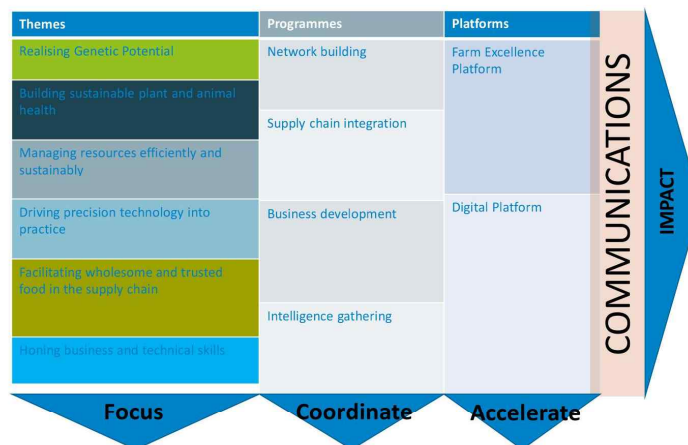 Themes
Realising Genetic Potential
Building sustainable plant and animal
health
Managing resources efficiently and
sustainably
Driving precision technology into
practice
Facilitating wholesome and trusted
food in the supply chain
Honing business and technical skills
Focus
Programmes
Network building
Supply chain integration
Business development
Intelligence gathering
Coordinate
Platforms
Farm Excellence
Platform
Digital Platform
Accelerate
COMMUNICATIONS
IMPACT